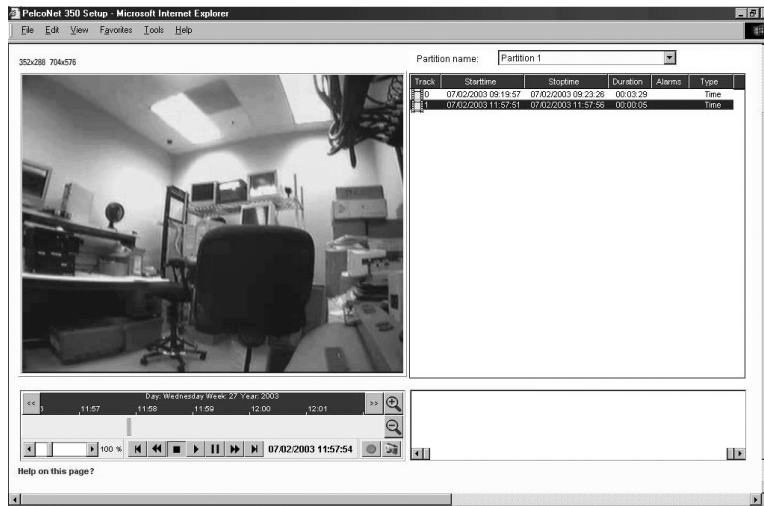 PelcoNet 350 Setup - Microsoft Internet Explorer
File Edit View Favorites Tools Help
352x288 704x576
Partition name: Partition 1
Track Starttime Stoptime Duration Alarms Type
0 07/02/2003 09:19:57 07/02/2003 09:23:26 00:03:29 Time
1 07/02/2003 11:57:51 07/02/2003 11:57:56 00:00:05 Time
Day: Wednesday Week: 27 Year: 2003
<< 11:57 11:58 11:59 12:00 12:01 >>
100 % 07/02/2003 11:57:54
Help on this page?